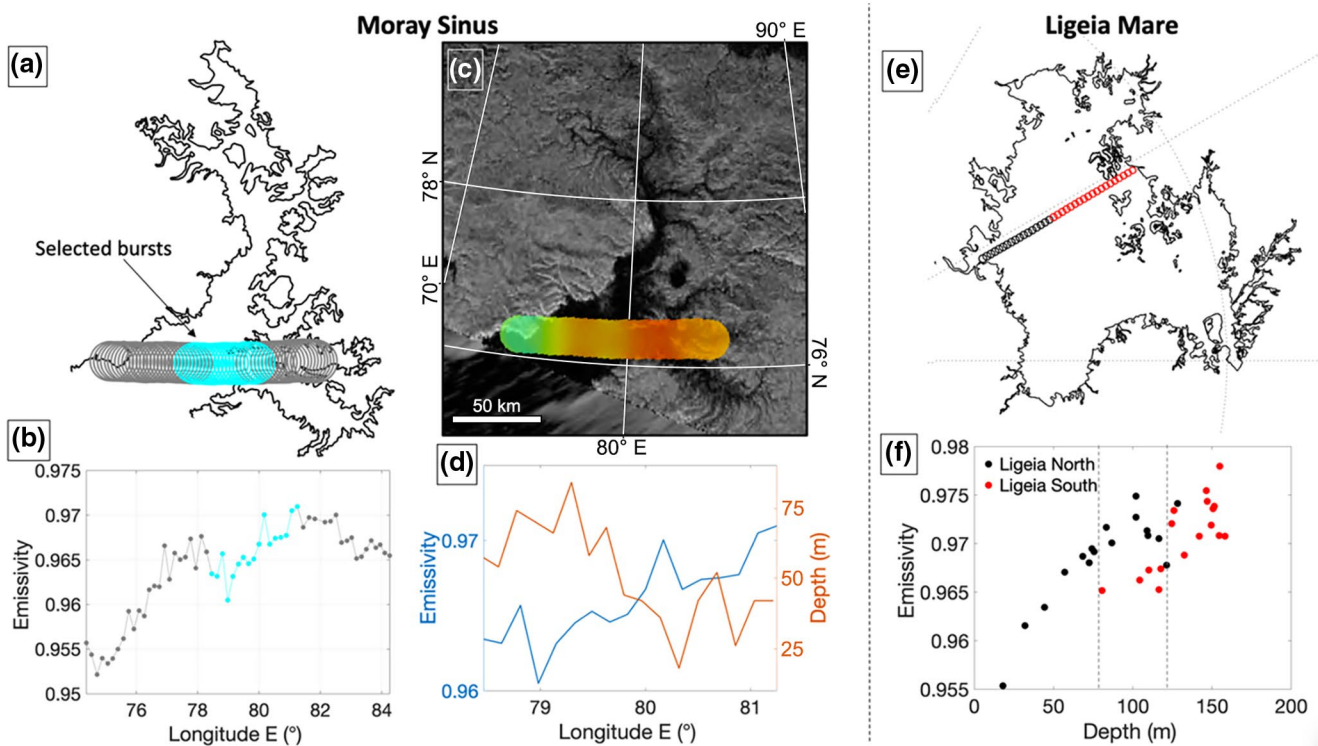 Moray Sinus
Ligeia Mare
(a)
Selected bursts
(c)
90° E
78° N
70° E
76° N
50 km
80° E
(e)
(b)
0.975
0.97
0.965
0.96
0.955
0.95
Emissivity
76
78
80
82
84
Longitude E (°)
(d)
0.97
0.96
Emissivity
75
50
25
Depth (m)
79
80
81
Longitude E (°)
(f)
0.98
0.975
0.97
0.965
0.96
0.955
Emissivity
Ligeia North
Ligeia South
0
50
100
150
200
Depth (m)